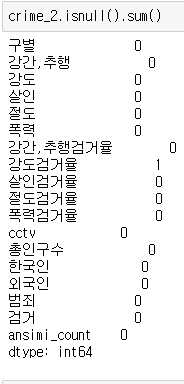 crime_2.isnull().sum()
구별 0
강간,추행 0
강도 0
살인 0
절도 0
폭력 0
강간,추행검거율 0
강도검거율 1
살인검거율 0
절도검거율 0
폭력검거율 0
cctv 0
총인구수 0
한국인 0
외국인 0
범죄 0
검거 0
ansimi_count 0
dtype: int64